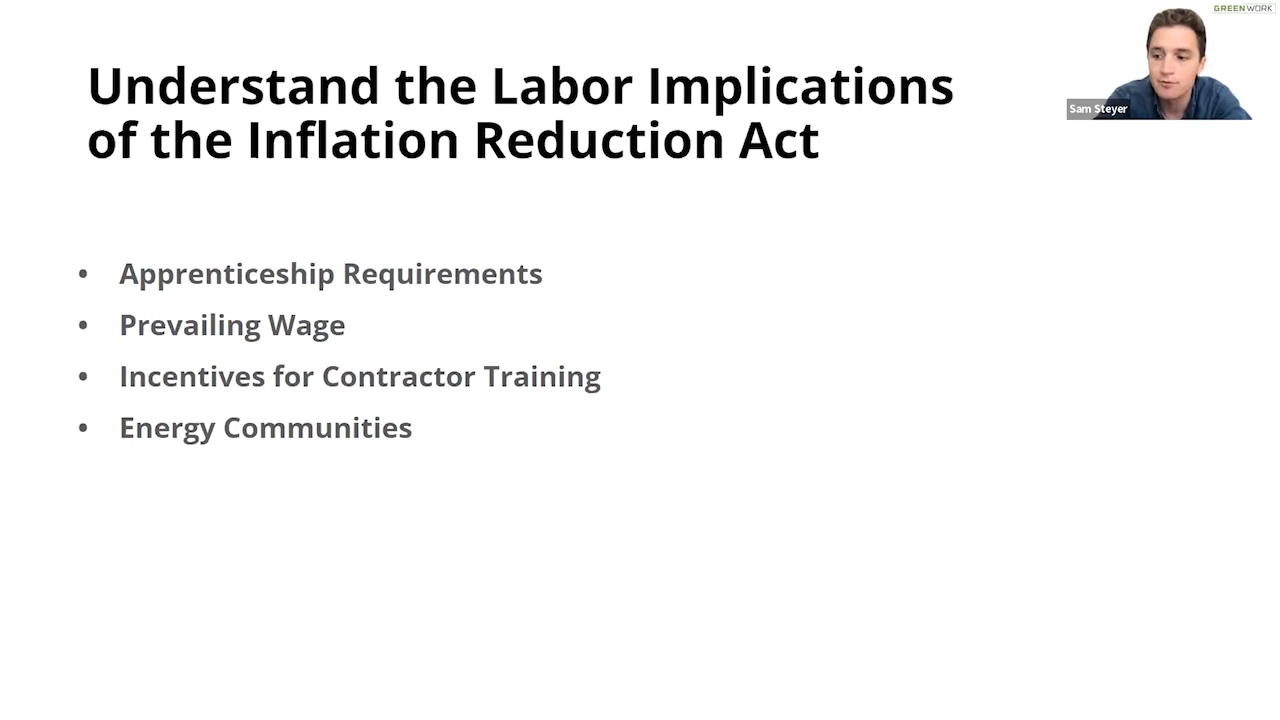 GREENWORK
Understand the Labor Implications
of the Inflation Reduction Act
Sam Steyer
• Apprenticeship Requirements
• Prevailing Wage
• Incentives for Contractor Training
• Energy Communities